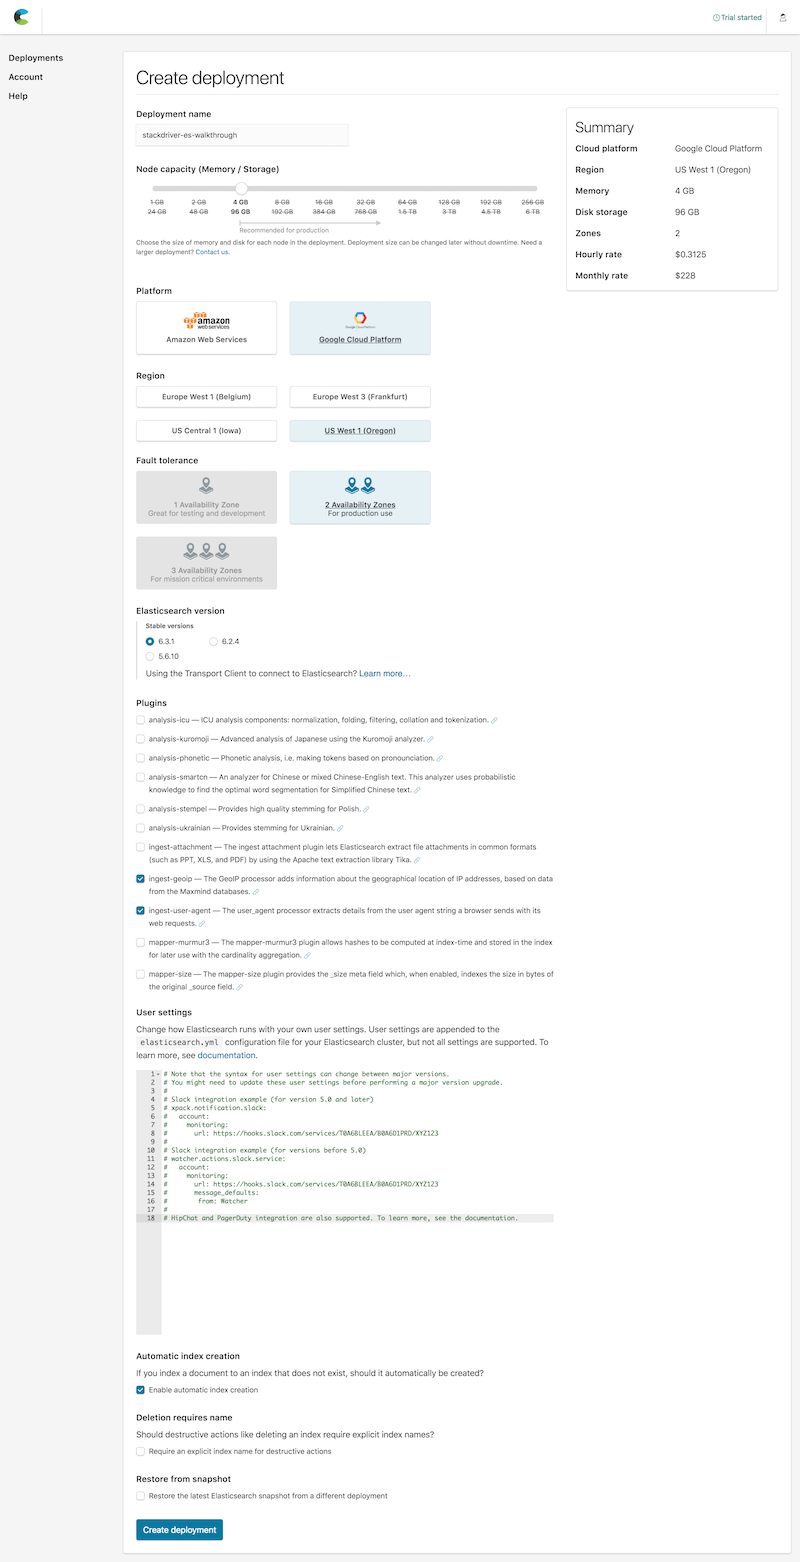 Trial started
Deployments
Account
Help
Create deployment
Deployment name
stackdriver-es-walkthrough
Node capacity (Memory / Storage)
1 GB 2 GB 4 GB 8 GB 16 GB 32 GB 64 GB 128 GB 192 GB 256 GB
24 GB 48 GB 96 GB 192 GB 384 GB 768 GB 1.5 TB 3 TB 4.5 TB 6 TB
Recommended for production
Choose the size of memory and disk for each node in the deployment. Deployment size can be changed later without downtime. Need a
larger deployment? Contact us.
Summary
Cloud platform Google Cloud Platform
Region US West 1 (Oregon)
Memory 4 GB
Disk storage 96 GB
Zones 2
Hourly rate $0.3125
Monthly rate $228
Platform
amazon
web services
Amazon Web Services
Google Cloud Platform
Google Cloud Platform
Region
Europe West 1 (Belgium) Europe West 3 (Frankfurt)
US Central 1 (Iowa) US West 1 (Oregon)
Fault tolerance
1 Availability Zone
Great for testing and development
2 Availability Zones
For production use
3 Availability Zones
For mission critical environments
Elasticsearch version
Stable versions
6.3.1 6.2.4
5.6.10
Using the Transport Client to connect to Elasticsearch? Learn more…
Plugins
analysis-icu — ICU analysis components: normalization, folding, filtering, collation and tokenization.
analysis-kuromoji — Advanced analysis of Japanese using the Kuromoji analyzer.
analysis-phonetic — Phonetic analysis, i.e. making tokens based on pronounciation.
analysis-smartcn — An analyzer for Chinese or mixed Chinese-English text. This analyzer uses probabilistic
knowledge to find the optimal word segmentation for Simplified Chinese text.
analysis-stempel — Provides high quality stemming for Polish.
analysis-ukrainian — Provides stemming for Ukrainian.
ingest-attachment — The ingest attachment plugin lets Elasticsearch extract file attachments in common formats
(such as PPT, XLS, and PDF) by using the Apache text extraction library Tika.
ingest-geoip — The GeoIP processor adds information about the geographical location of IP addresses, based on data
from the Maxmind databases.
ingest-user-agent — The user_agent processor extracts details from the user agent string a browser sends with its
web requests.
mapper-murmur3 — The mapper-murmur3 plugin allows hashes to be computed at index-time and stored in the index
for later use with the cardinality aggregation.
mapper-size — The mapper-size plugin provides the _size meta field which, when enabled, indexes the size in bytes of
the original _source field.
User settings
Change how Elasticsearch runs with your own user settings. User settings are appended to the
elasticsearch.yml configuration file for your Elasticsearch cluster, but not all settings are supported. To
learn more, see documentation.
1 # Note that the syntax for user settings can change between major versions.
2 # You might need to update these user settings before performing a major version upgrade.
3 #
4 # Slack integration example (for version 5.0 and later)
5 # xpack.notification.slack:
6 # account:
7 # monitoring:
8 # url: https://hooks.slack.com/services/T0A6BLEEA/B0A6D1PRD/XYZ123
9 #
10 # Slack integration example (for versions before 5.0)
11 # watcher.actions.slack.service:
12 # account:
13 # monitoring:
14 # url: https://hooks.slack.com/services/T0A6BLEEA/B0A6D1PRD/XYZ123
15 # message_defaults:
16 # from: Watcher
17 #
18 # HipChat and PagerDuty integration are also supported. To learn more, see the documentation.
Automatic index creation
If you index a document to an index that does not exist, should it automatically be created?
Enable automatic index creation
Deletion requires name
Should destructive actions like deleting an index require explicit index names?
Require an explicit index name for destructive actions
Restore from snapshot
Restore the latest Elasticsearch snapshot from a different deployment
Create deployment